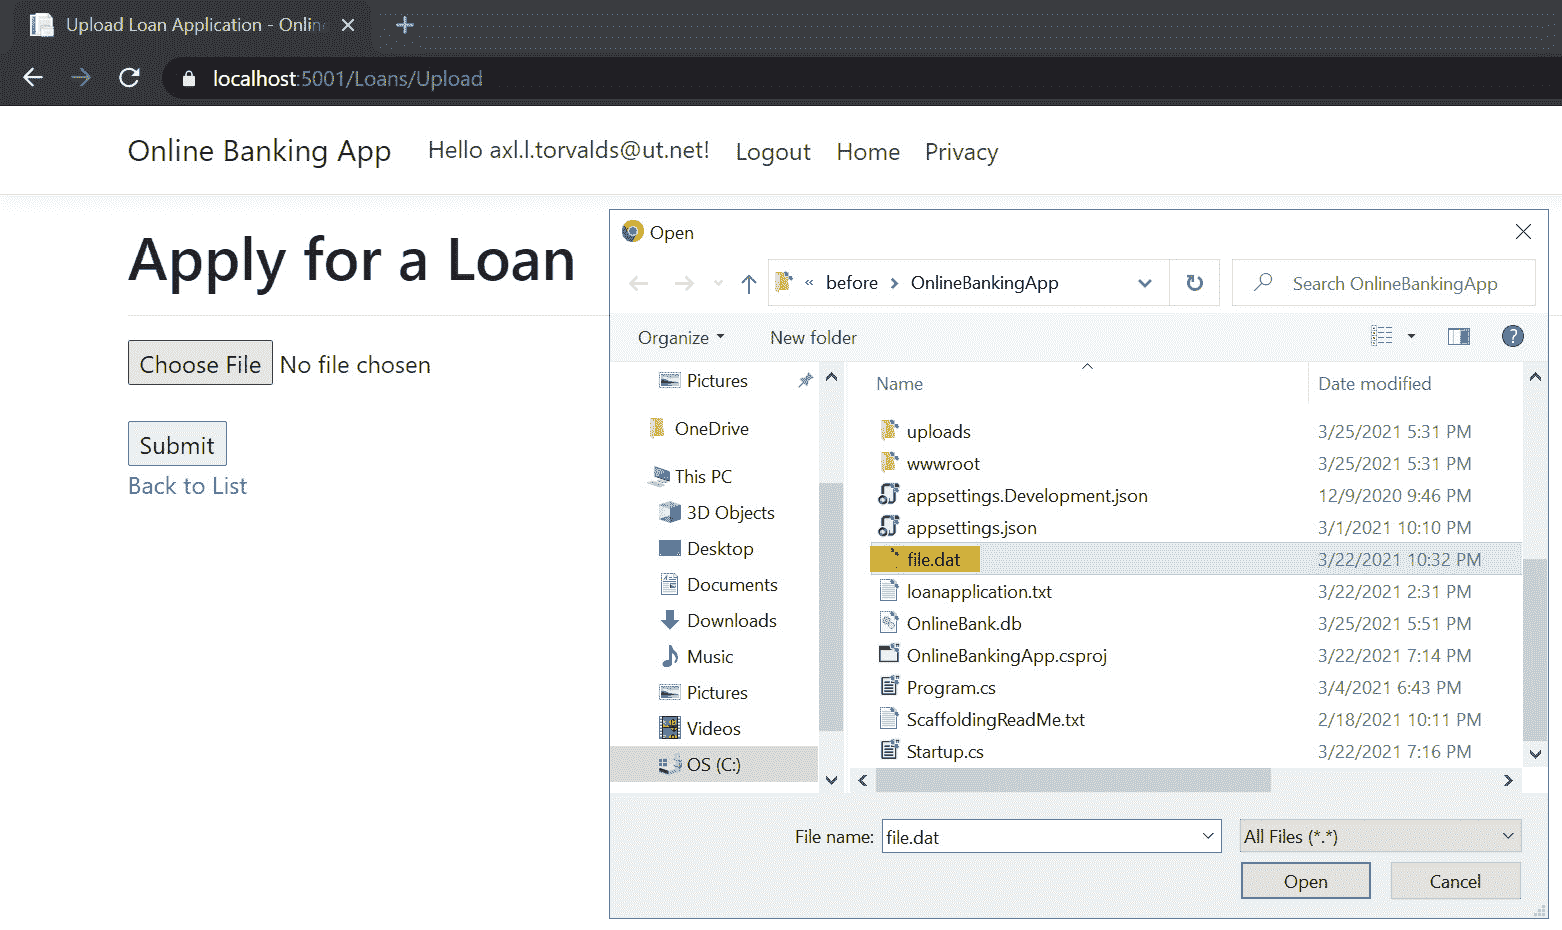 Upload Loan Application - Onlin
localhost:5001/Loans/Upload
Online Banking App Hello axl.l.torvalds@ut.net! Logout Home Privacy
Apply for a Loan
Choose File No file chosen
Submit
Back to List
Open
« before > OnlineBankingApp
Search OnlineBankingApp
Organize New folder
Pictures
OneDrive
This PC
3D Objects
Desktop
Documents
Downloads
Music
Pictures
Videos
OS (C:)
Name Date modified
uploads 3/25/2021 5:31 PM
wwwroot 3/25/2021 5:31 PM
appsettings.Development.json 12/9/2020 9:46 PM
appsettings.json 3/1/2021 10:10 PM
file.dat 3/22/2021 10:32 PM
loanapplication.txt 3/22/2021 2:31 PM
OnlineBank.db 3/25/2021 5:51 PM
OnlineBankingApp.csproj 3/22/2021 7:14 PM
Program.cs 3/4/2021 6:43 PM
ScaffoldingReadMe.txt 2/18/2021 10:11 PM
Startup.cs 3/22/2021 7:16 PM
File name: file.dat All Files (*.*)
Open Cancel